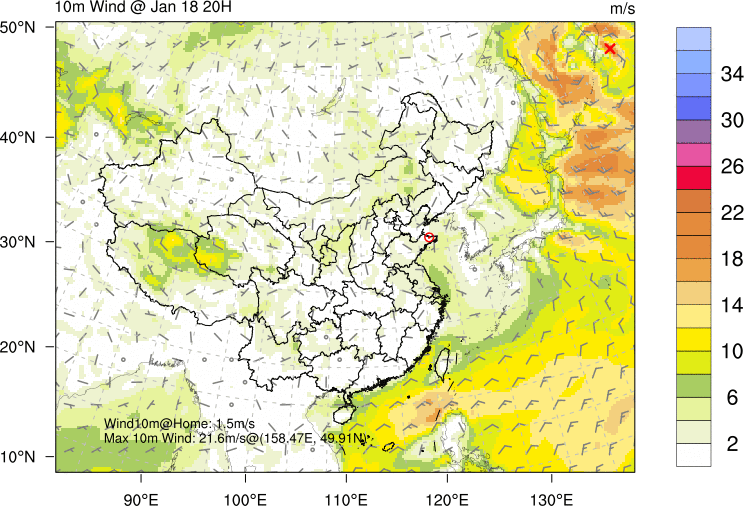 10m Wind @ Jan 18 20H
m/s
50°N
40°N
30°N
20°N
10°N
90°E
100°E
110°E
120°E
130°E
Wind10m@Home: 1.5m/s
Max 10m Wind: 21.6m/s@(158.47E, 49.91N)
34
30
26
22
18
14
10
6
2